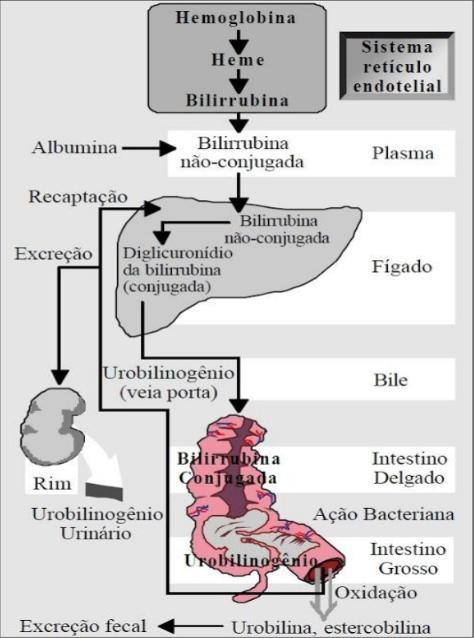 Hemoglobina
Heme
Bilirrubina
Sistema
retículo
endotelial
Albumina
Bilirrubina
não-conjugada
Plasma
Recaptação
Bilirrubina
não-conjugada
Excreção
Diglicuronídio
da bilirrubina
(conjugada)
Fígado
Urobilinogênio
(veia porta)
Bile
Bilirrubina
Conjugada
Intestino
Delgado
Rim
Urobilinogênio
Urinário
Ação Bacteriana
Urobilinogênio
Intestino
Grosso
Oxidação
Excreção fecal
Urobilina, estercobilina